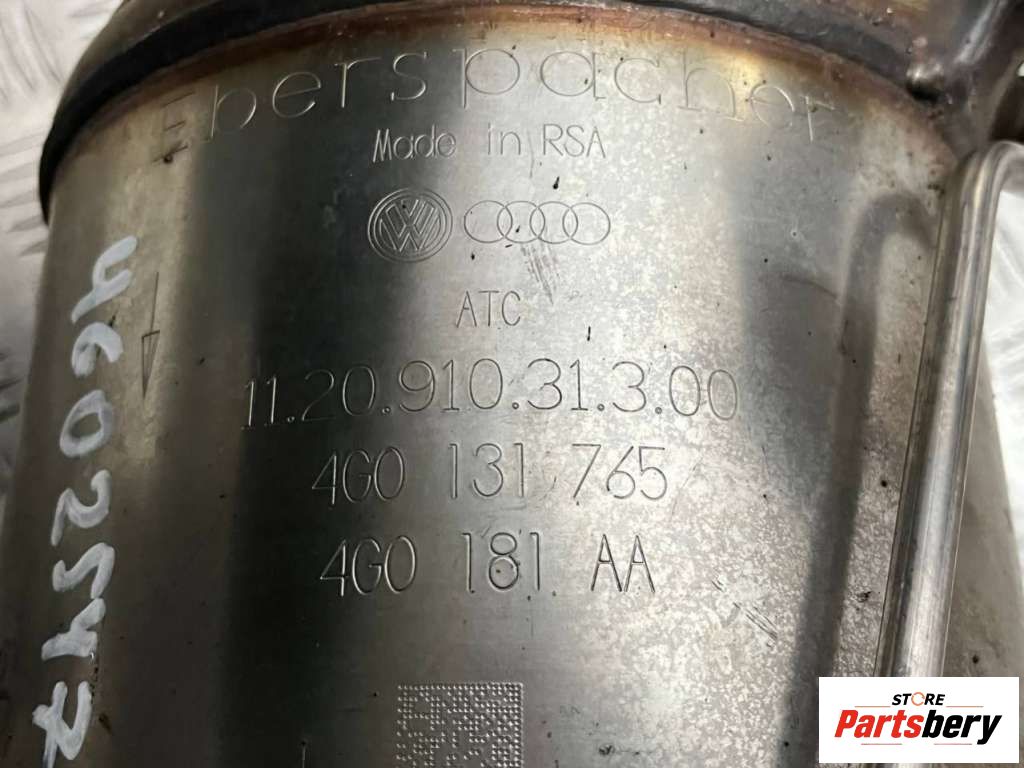 Eberspächer
Made in RSA
ATC
11.20.910.31.3.00
4G0 131 765
4G0 181 AA
4602547
STORE
Partsbery